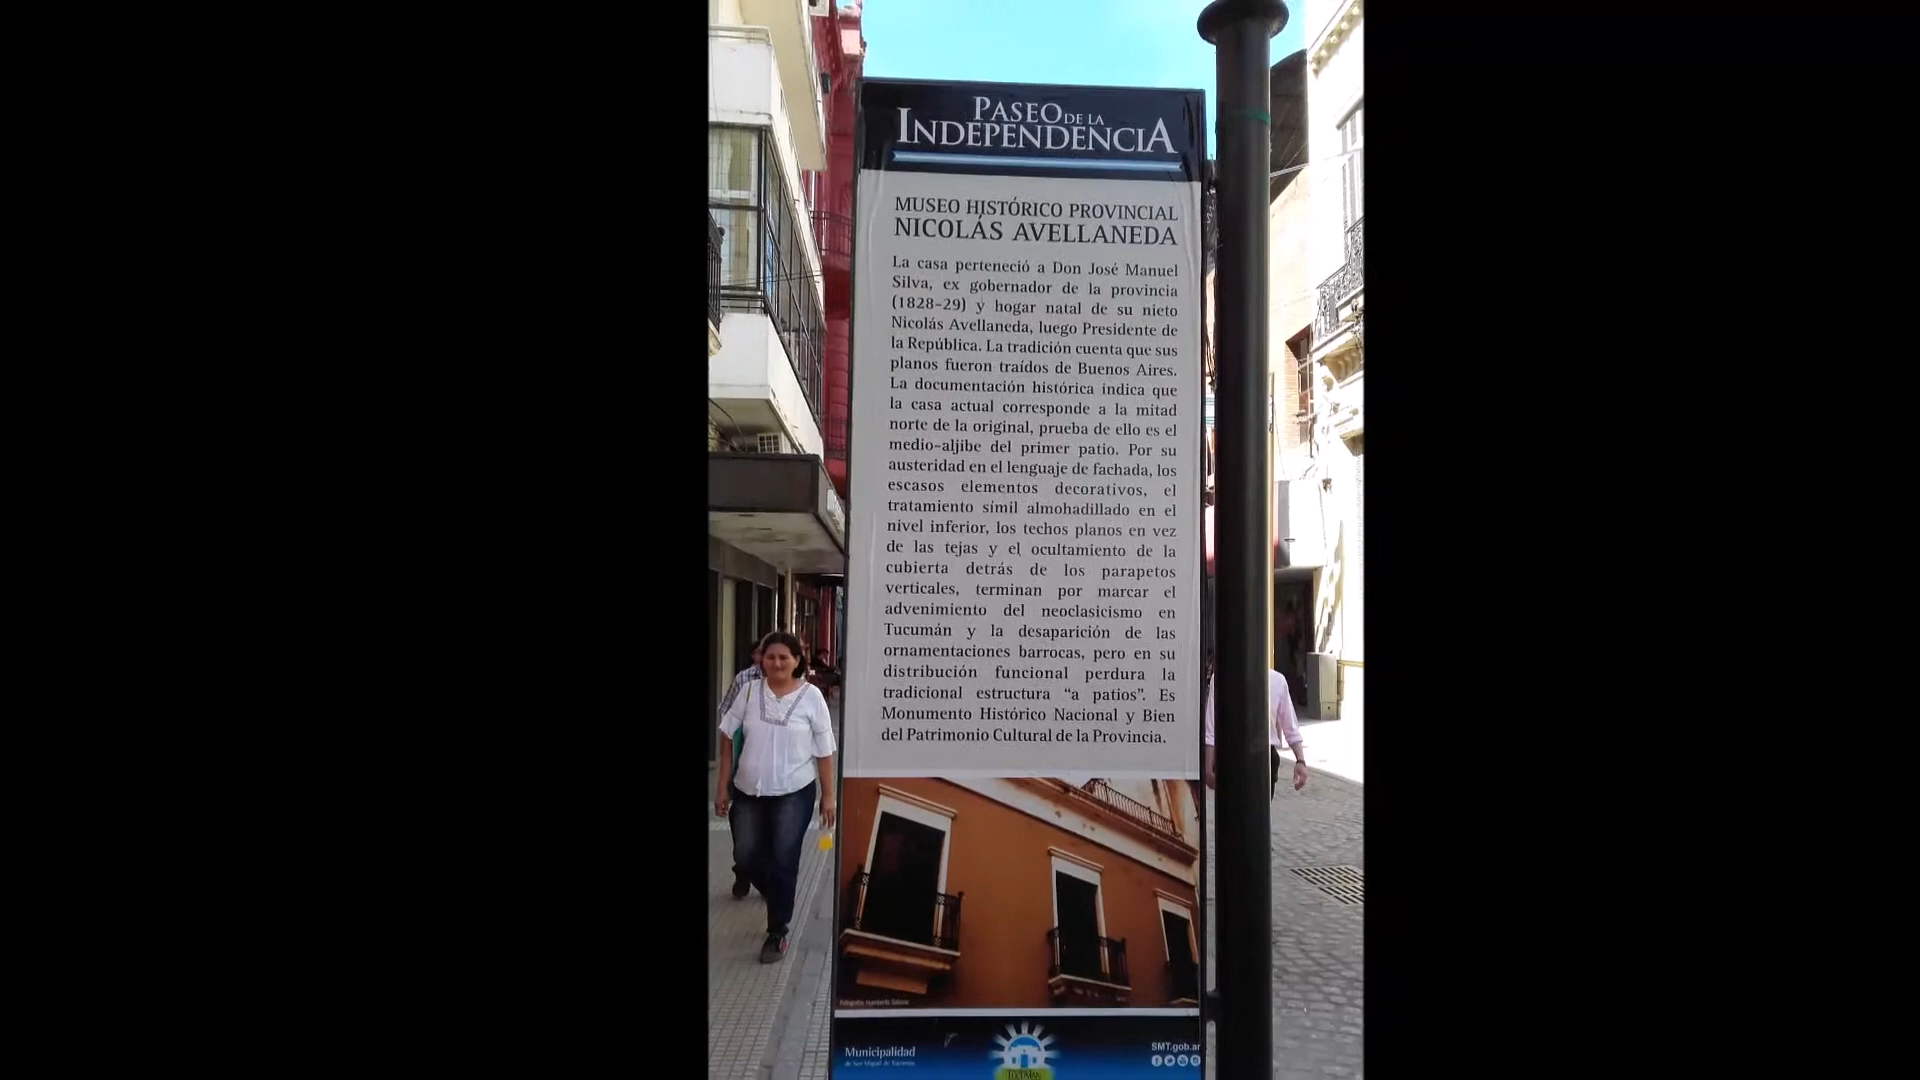 PASEO DE LA
INDEPENDENCIA
MUSEO HISTÓRICO PROVINCIAL
NICOLÁS AVELLANEDA
La casa perteneció a Don José Manuel
Silva, ex gobernador de la provincia
(1828-29) y hogar natal de su nieto
Nicolás Avellaneda, luego Presidente de
la República. La tradición cuenta que sus
planos fueron traídos de Buenos Aires.
La documentación histórica indica que
la casa actual corresponde a la mitad
norte de la original, prueba de ello es el
medio-aljibe del primer patio. Por su
austeridad en el lenguaje de fachada, los
escasos elementos decorativos, el
tratamiento símil almohadillado en el
nivel inferior, los techos planos en vez
de las tejas y el ocultamiento de la
cubierta detrás de los parapetos
verticales, terminan por marcar el
advenimiento del neoclasicismo en
Tucumán y la desaparición de las
ornamentaciones barrocas, pero en su
distribución funcional perdura la
tradicional estructura “a patios”. Es
Monumento Histórico Nacional y Bien
del Patrimonio Cultural de la Provincia.
Municipalidad
de San Miguel de Tucumán
SMT.gob.ar